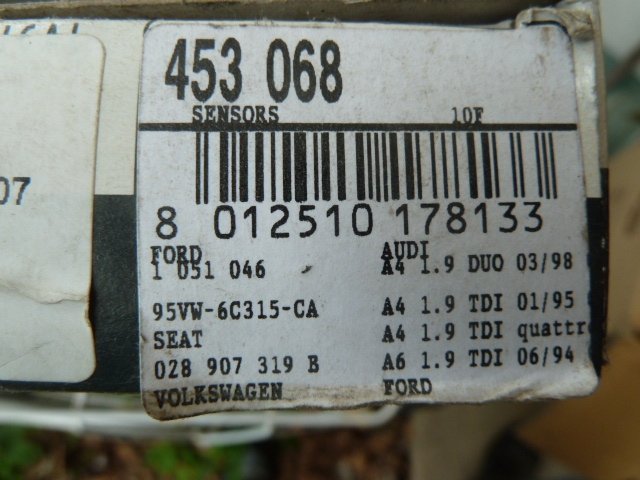 453 068
SENSORS 10F
8 012510 178133
FORD AUDI
1 051 046 A4 1.9 DUO 03/98
95VW-6C315-CA A4 1.9 TDI 01/95
SEAT A4 1.9 TDI quattro
028 907 319 B A6 1.9 TDI 06/94
VOLKSWAGEN FORD
07